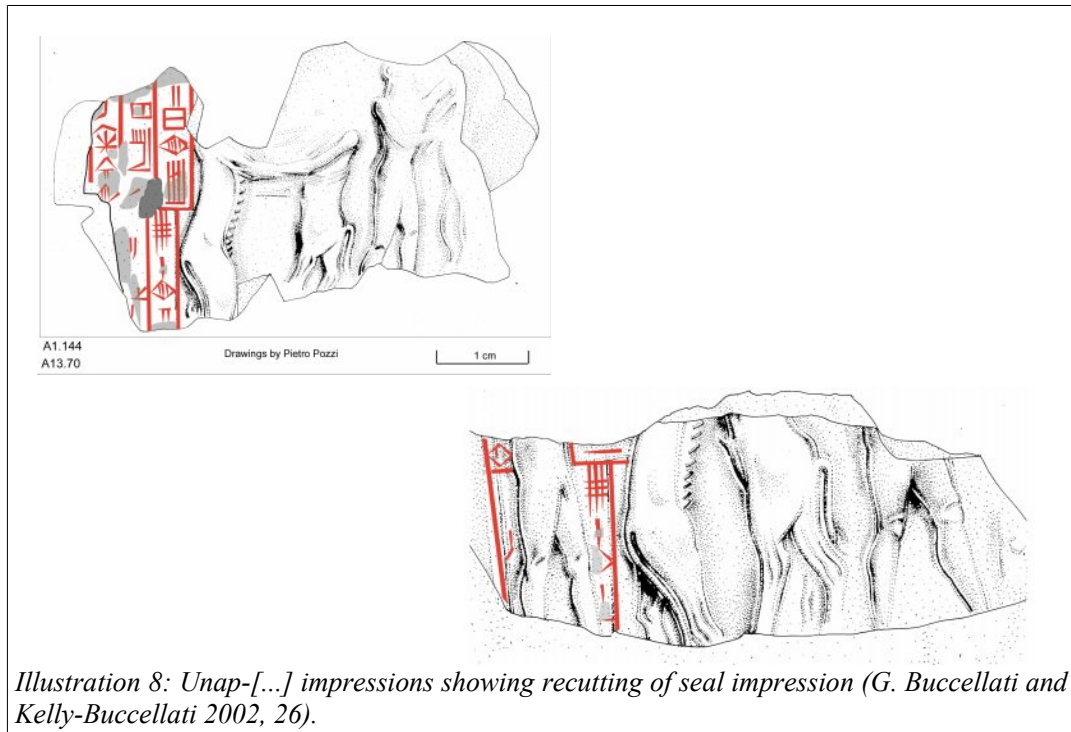 A1.144
A13.70
Drawings by Pietro Pozzi
1 cm
Illustration 8: Unap-[...] impressions showing recutting of seal impression (G. Buccellati and
Kelly-Buccellati 2002, 26).